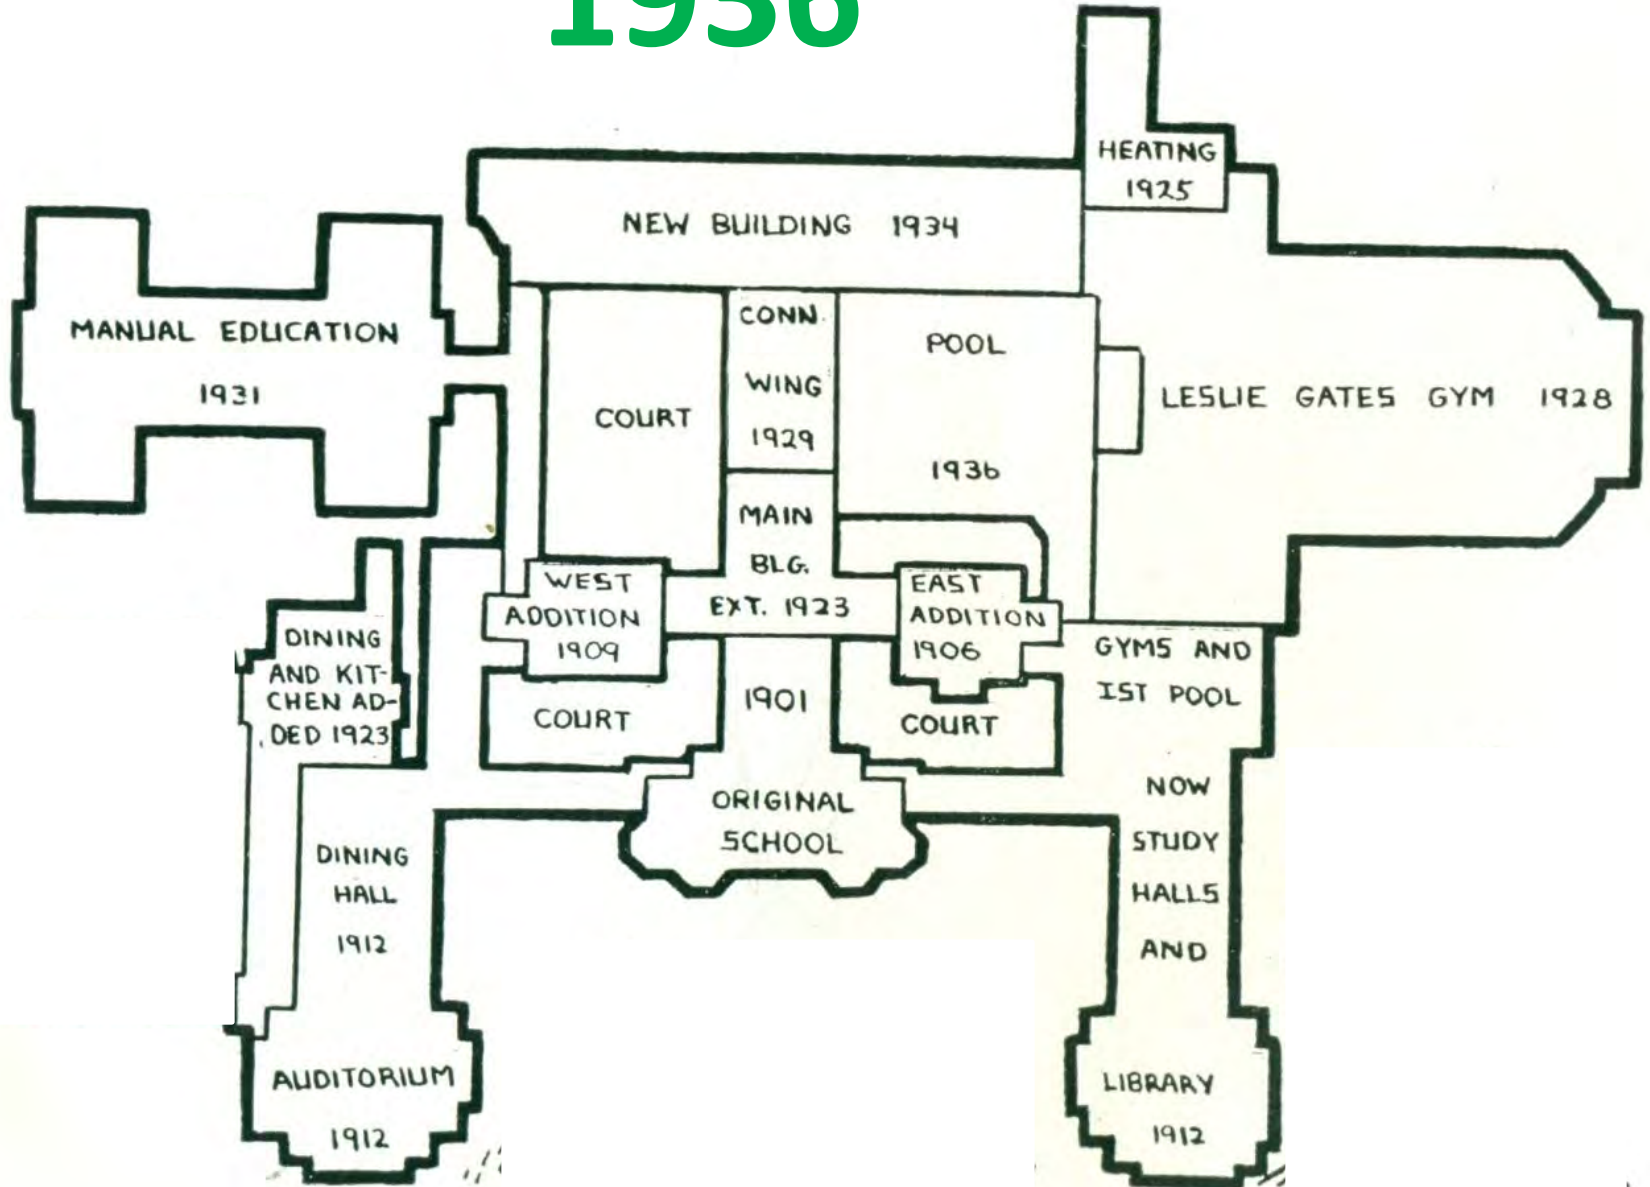 1936
HEATING
1925
NEW BUILDING 1934
MANUAL EDUCATION
1931
CONN.
WING
1929
POOL
1936
COURT
LESLIE GATES GYM 1928
MAIN
BLG.
EXT. 1923
WEST
ADDITION
1909
EAST
ADDITION
1906
DINING
AND KIT-
CHEN AD-
DED 1923
GYMS AND
1ST POOL
COURT
1901
COURT
ORIGINAL
SCHOOL
NOW
STUDY
HALLS
AND
DINING
HALL
1912
AUDITORIUM
1912
LIBRARY
1912